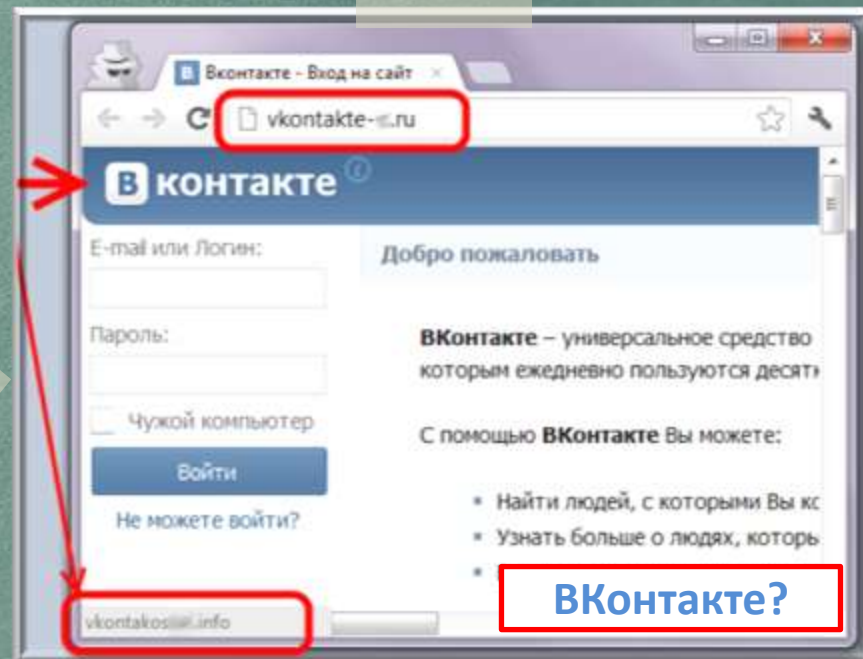 Вконтакте - Вход на сайт
vkontakte- .ru
В контакте
E-mail или Логин:
Добро пожаловать
Пароль:
ВКонтакте – универсальное средство
которым ежедневно пользуются десятк
Чужой компьютер
С помощью ВКонтакте Вы можете:
Войти
Найти людей, с которыми Вы кс
Не можете войти?
Узнать больше о людях, которы
ВКонтакте?
vkontakos .info